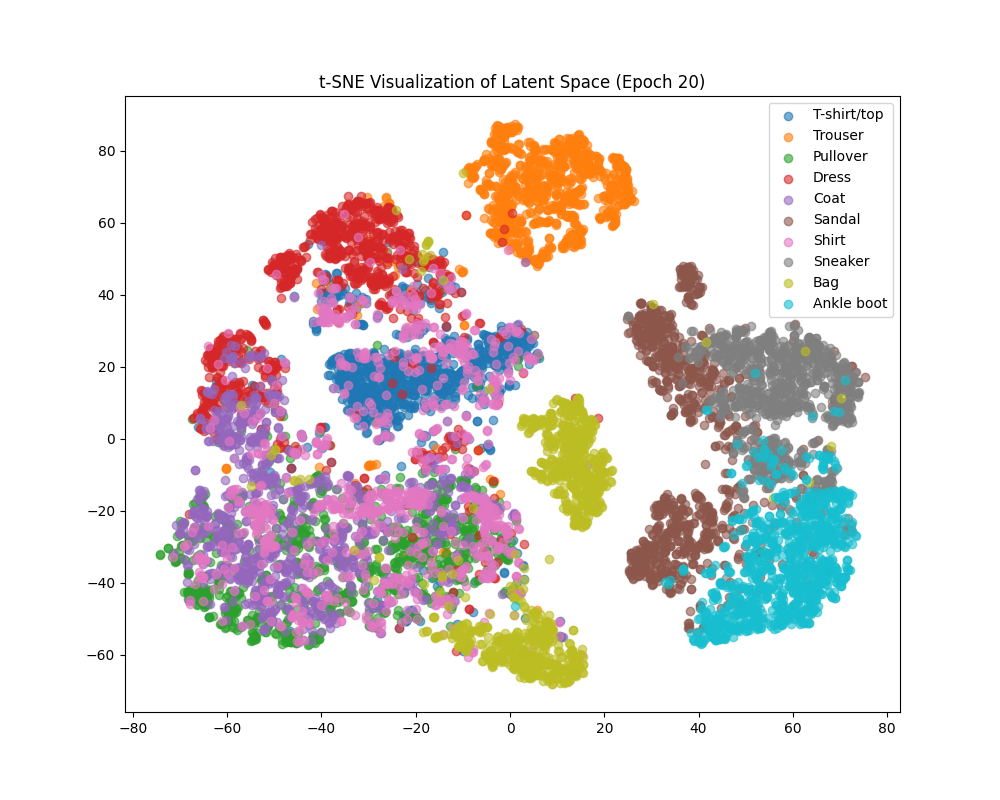 t-SNE Visualization of Latent Space (Epoch 20)
T-shirt/top
Trouser
Pullover
Dress
Coat
Sandal
Shirt
Sneaker
Bag
Ankle boot
80
60
40
20
0
−20
−40
−60
−80 −60 −40 −20 0 20 40 60 80